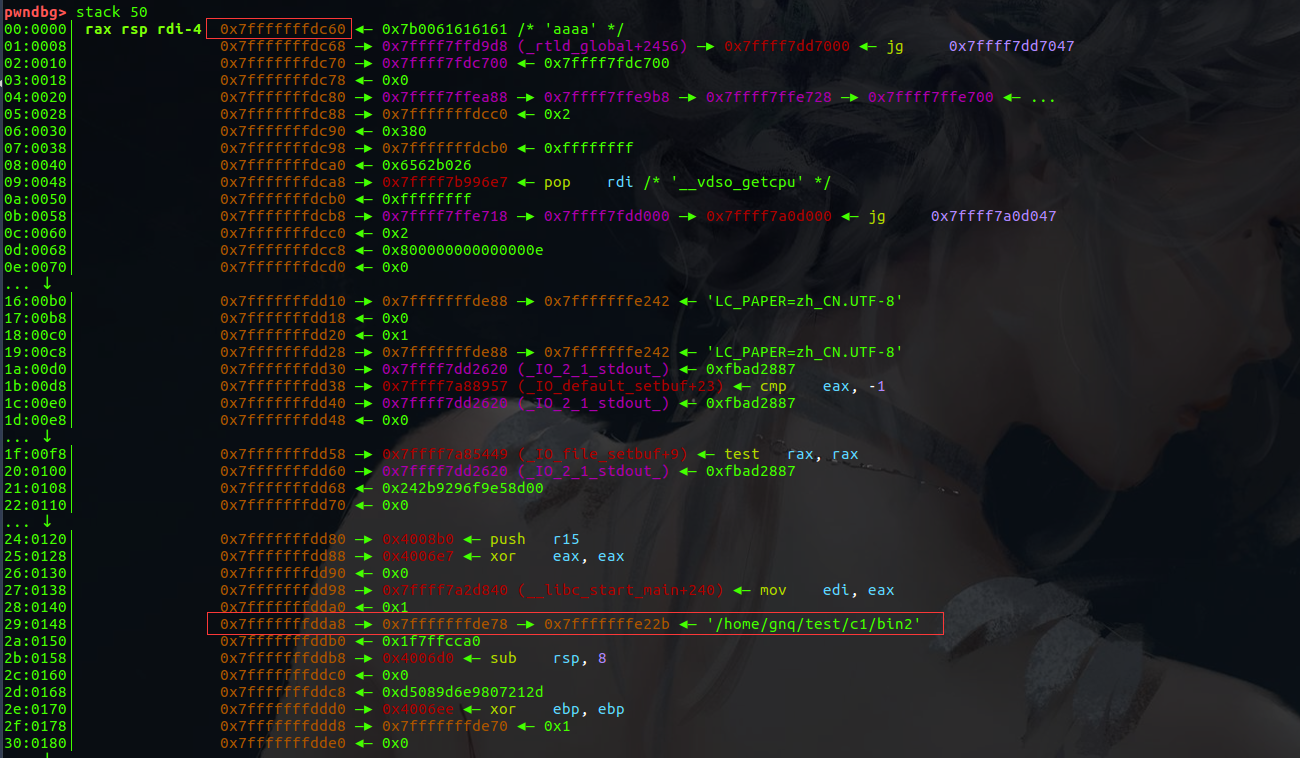 pwndbg> stack 50
00:0000│ rax rsp rdi-4 0x7fffffffdc60 ◂— 0x7b0061616161 /* 'aaaa' */
01:0008│ 0x7fffffffdc68 —▸ 0x7ffff7ffd9d8 (_rtld_global+2456) —▸ 0x7ffff7dd7000 ◂— jg 0x7ffff7dd7047
02:0010│ 0x7fffffffdc70 —▸ 0x7ffff7fdc700 ◂— 0x7ffff7fdc700
03:0018│ 0x7fffffffdc78 ◂— 0x0
04:0020│ 0x7fffffffdc80 —▸ 0x7ffff7ffea88 —▸ 0x7ffff7ffe9b8 —▸ 0x7ffff7ffe728 —▸ 0x7ffff7ffe700 ◂— ...
05:0028│ 0x7fffffffdc88 —▸ 0x7fffffffdcc0 ◂— 0x2
06:0030│ 0x7fffffffdc90 ◂— 0x380
07:0038│ 0x7fffffffdc98 —▸ 0x7fffffffdcb0 ◂— 0xffffffff
08:0040│ 0x7fffffffdca0 ◂— 0x6562b026
09:0048│ 0x7fffffffdca8 —▸ 0x7ffff7b996e7 ◂— pop rdi /* '__vdso_getcpu' */
0a:0050│ 0x7fffffffdcb0 ◂— 0xffffffff
0b:0058│ 0x7fffffffdcb8 —▸ 0x7ffff7ffe718 —▸ 0x7ffff7fdd000 —▸ 0x7ffff7a0d000 ◂— jg 0x7ffff7a0d047
0c:0060│ 0x7fffffffdcc0 ◂— 0x2
0d:0068│ 0x7fffffffdcc8 ◂— 0x800000000000000e
0e:0070│ 0x7fffffffdcd0 ◂— 0x0
... ↓
16:00b0│ 0x7fffffffdd10 —▸ 0x7fffffffde88 —▸ 0x7fffffffe242 ◂— 'LC_PAPER=zh_CN.UTF-8'
17:00b8│ 0x7fffffffdd18 ◂— 0x0
18:00c0│ 0x7fffffffdd20 ◂— 0x1
19:00c8│ 0x7fffffffdd28 —▸ 0x7fffffffde88 —▸ 0x7fffffffe242 ◂— 'LC_PAPER=zh_CN.UTF-8'
1a:00d0│ 0x7fffffffdd30 —▸ 0x7ffff7dd2620 (_IO_2_1_stdout_) ◂— 0xfbad2887
1b:00d8│ 0x7fffffffdd38 —▸ 0x7ffff7a88957 (_IO_default_setbuf+23) ◂— cmp eax, -1
1c:00e0│ 0x7fffffffdd40 —▸ 0x7ffff7dd2620 (_IO_2_1_stdout_) ◂— 0xfbad2887
1d:00e8│ 0x7fffffffdd48 ◂— 0x0
... ↓
1f:00f8│ 0x7fffffffdd58 —▸ 0x7ffff7a85449 (_IO_file_setbuf+9) ◂— test rax, rax
20:0100│ 0x7fffffffdd60 —▸ 0x7ffff7dd2620 (_IO_2_1_stdout_) ◂— 0xfbad2887
21:0108│ 0x7fffffffdd68 ◂— 0x242b9296f9e58d00
22:0110│ 0x7fffffffdd70 ◂— 0x0
... ↓
24:0120│ 0x7fffffffdd80 —▸ 0x4008b0 ◂— push r15
25:0128│ 0x7fffffffdd88 —▸ 0x4006e7 ◂— xor eax, eax
26:0130│ 0x7fffffffdd90 ◂— 0x0
27:0138│ 0x7fffffffdd98 —▸ 0x7ffff7a2d840 (__libc_start_main+240) ◂— mov edi, eax
28:0140│ 0x7fffffffdda0 ◂— 0x1
29:0148│ 0x7fffffffdda8 —▸ 0x7fffffffde78 —▸ 0x7fffffffe22b ◂— '/home/gnq/test/c1/bin2'
2a:0150│ 0x7fffffffddb0 ◂— 0x1f7ffcca0
2b:0158│ 0x7fffffffddb8 —▸ 0x4006d0 ◂— sub rsp, 8
2c:0160│ 0x7fffffffddc0 ◂— 0x0
2d:0168│ 0x7fffffffddc8 ◂— 0xd5089d6e9807212d
2e:0170│ 0x7fffffffddd0 —▸ 0x4006ee ◂— xor ebp, ebp
2f:0178│ 0x7fffffffddd8 —▸ 0x7fffffffde70 ◂— 0x1
30:0180│ 0x7fffffffdde0 ◂— 0x0